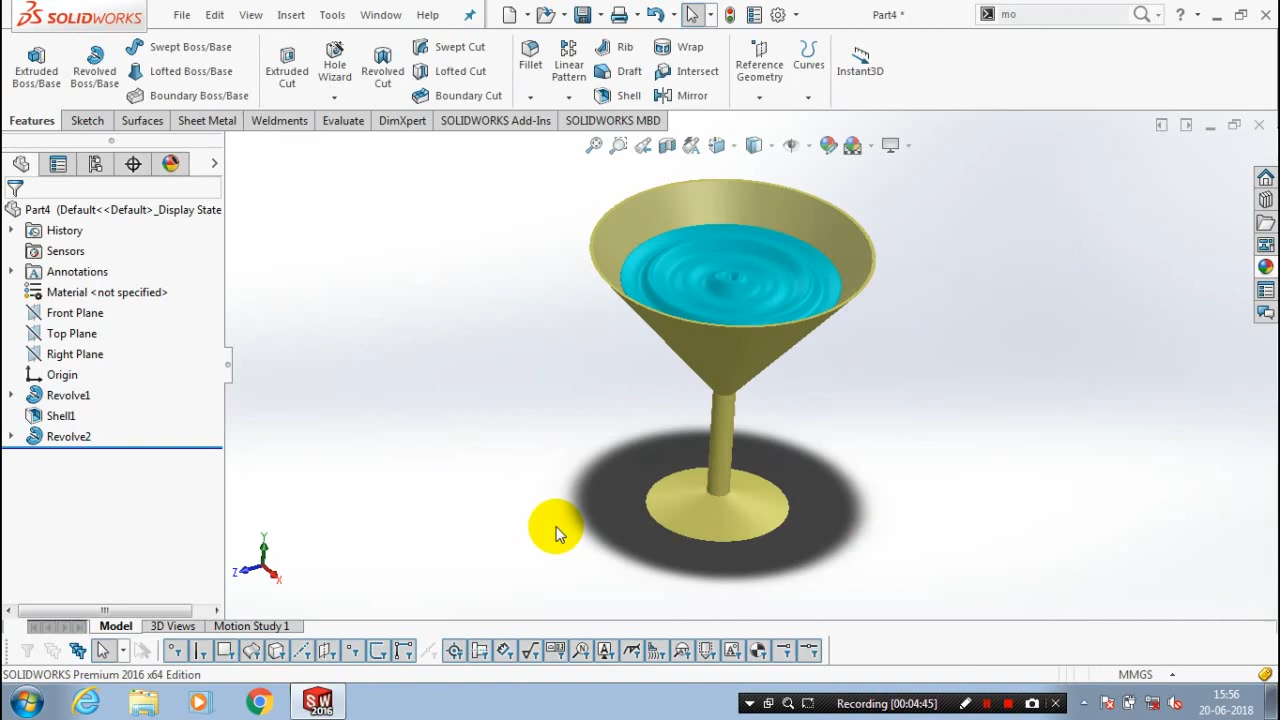 SOLIDWORKS File Edit View Insert Tools Window Help Part4 * mo
Extruded Boss/Base
Revolved Boss/Base
Swept Boss/Base
Lofted Boss/Base
Boundary Boss/Base
Extruded Cut
Hole Wizard
Revolved Cut
Swept Cut
Lofted Cut
Boundary Cut
Fillet
Linear Pattern
Rib
Draft
Shell
Wrap
Intersect
Mirror
Reference Geometry
Curves
Instant3D
Features Sketch Surfaces Sheet Metal Weldments Evaluate DimXpert SOLIDWORKS Add-Ins SOLIDWORKS MBD
Part4 (Default<<Default>_Display State
History
Sensors
Annotations
Material <not specified>
Front Plane
Top Plane
Right Plane
Origin
Revolve1
Shell1
Revolve2
Y
Z
X
Model 3D Views Motion Study 1
SOLIDWORKS Premium 2016 x64 Edition MMGS
SW 2016
Recording [00:04:45]
15:56
20-06-2018